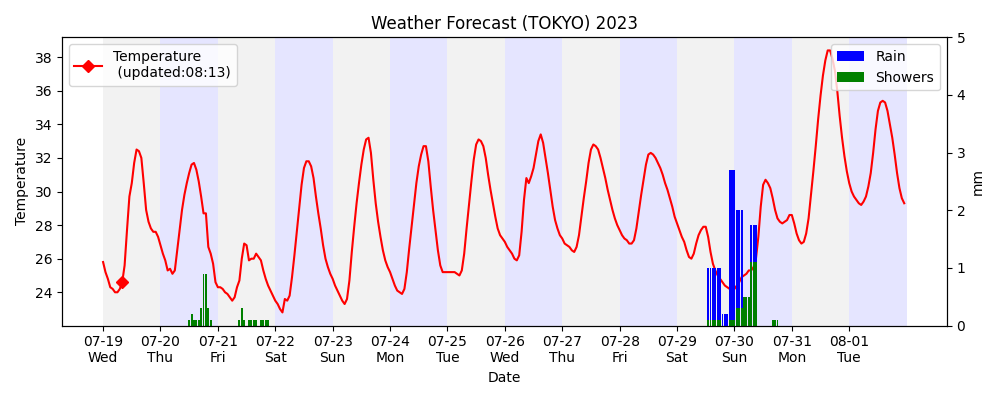 Weather Forecast (TOKYO) 2023
Temperature
(updated:08:13)
Rain
Showers
38
36
34
32
30
28
26
24
Temperature
5
4
3
2
1
0
mm
07-19 07-20 07-21 07-22 07-23 07-24 07-25 07-26 07-27 07-28 07-29 07-30 07-31 08-01
Wed Thu Fri Sat Sun Mon Tue Wed Thu Fri Sat Sun Mon Tue
Date